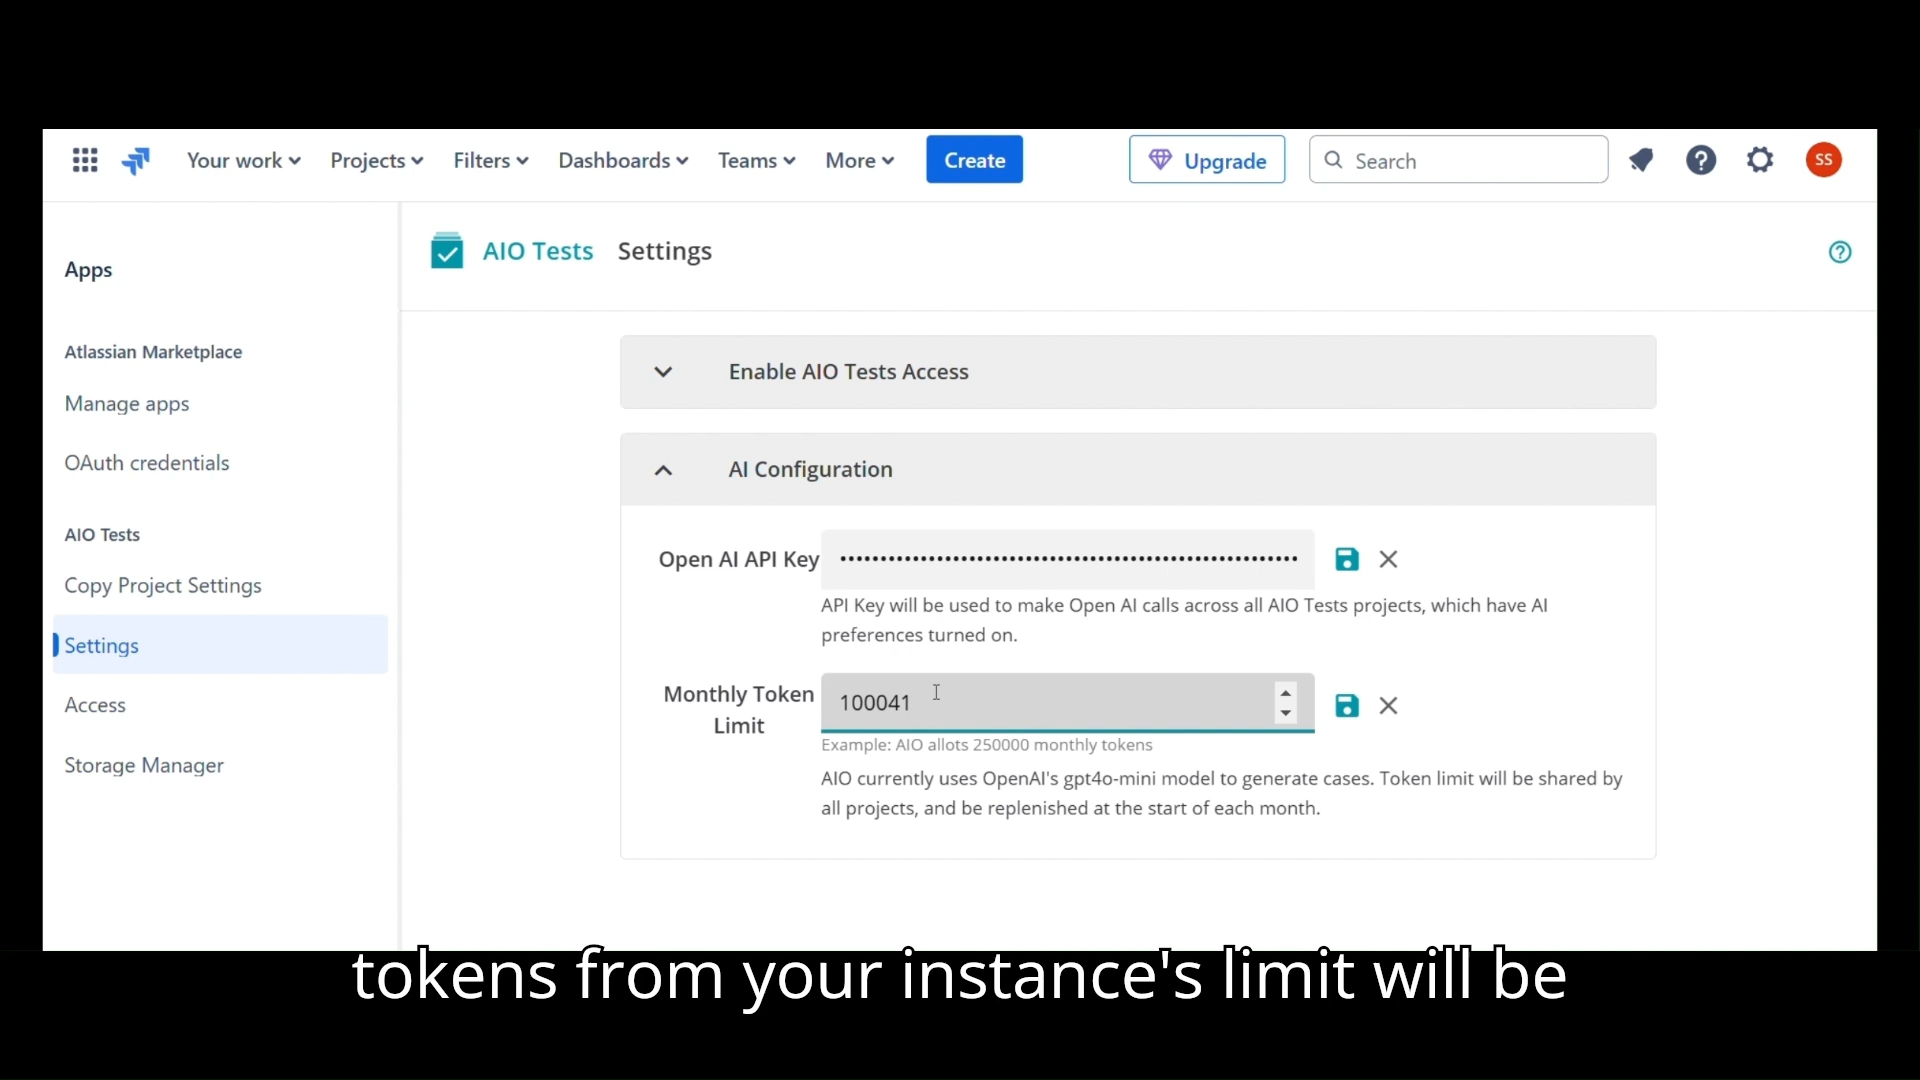 Your work
Projects
Filters
Dashboards
Teams
More
Create
Upgrade
Search
SS
Apps
Atlassian Marketplace
Manage apps
OAuth credentials
AIO Tests
Copy Project Settings
Settings
Access
Storage Manager
AIO Tests Settings
Enable AIO Tests Access
AI Configuration
Open AI API Key
API Key will be used to make Open AI calls across all AIO Tests projects, which have AI
preferences turned on.
Monthly Token
Limit
100041
Example: AIO allots 250000 monthly tokens
AIO currently uses OpenAI's gpt4o-mini model to generate cases. Token limit will be shared by
all projects, and be replenished at the start of each month.
tokens from your instance's limit will be